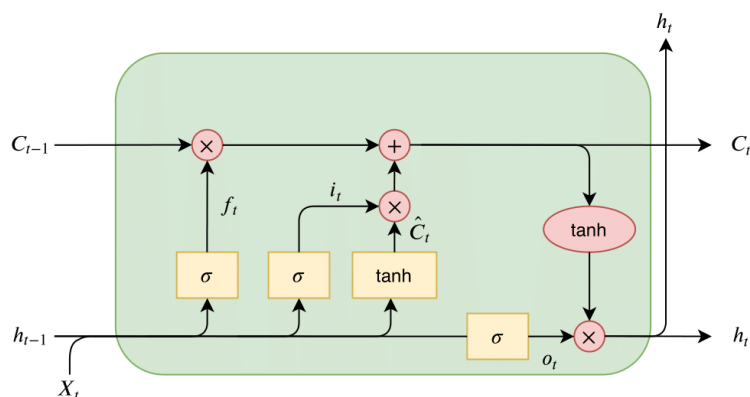 h_t
C_{t-1}
×
+
C_t
f_t
i_t
×
Ĉ_t
tanh
σ
σ
tanh
h_{t-1}
σ
×
h_t
X_t
o_t